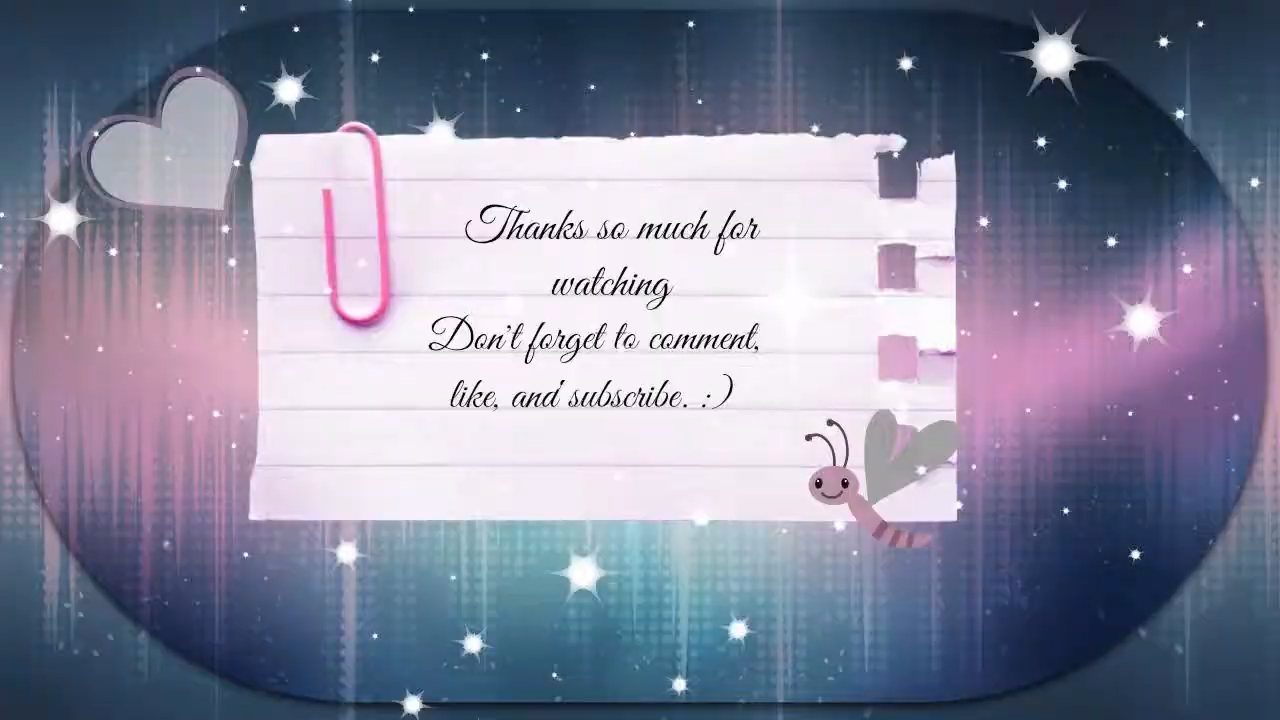 Thanks so much for
watching
Don't forget to comment,
like, and subscribe. :)